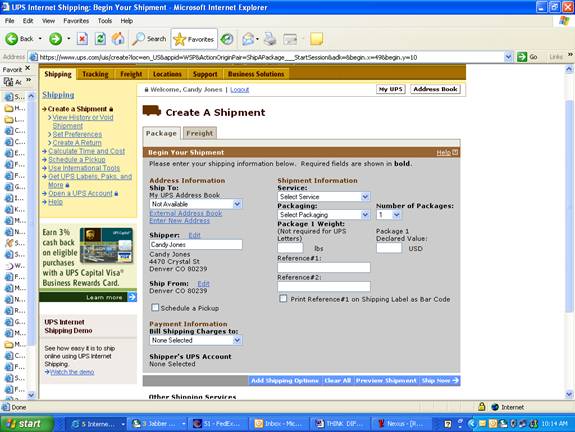 UPS Internet Shipping: Begin Your Shipment - Microsoft Internet Explorer
File Edit View Favorites Tools Help
Back Search Favorites
Address https://www.ups.com/uis/create?loc=en_US&appid=WSP&ActionOriginPair=ShipAPackage___StartSession&adlk=&begin.x=49&begin.y=10 Go Links
Favorit
Shipping Tracking Freight Locations Support Business Solutions
Welcome, Candy Jones | Logout My UPS Address Book
Shipping
Create a Shipment
View History or Void Shipment
Set Preferences
Create A Return
Calculate Time and Cost
Schedule a Pickup
Use International Tools
Get UPS Labels, Paks, and More
Open a UPS Account
Help
Earn 3%
cash back
on eligible
purchases
with a UPS Capital Visa®
Business Rewards Card.
Learn more
UPS Internet
Shipping Demo
See how easy it is to ship
online using UPS Internet
Shipping.
Watch the demo
Create A Shipment
Package Freight
Begin Your Shipment Help
Please enter your shipping information below. Required fields are shown in bold.
Address Information
Ship To:
My UPS Address Book
Not Available
External Address Book
Enter New Address
Shipper: Edit
Candy Jones
Candy Jones
4470 Crystal St
Denver CO 80239
Ship From: Edit
Denver CO 80239
Schedule a Pickup
Payment Information
Bill Shipping Charges to:
None Selected
Shipper's UPS Account
None Selected
Shipment Information
Service:
Select Service
Packaging: Number of Packages:
Select Packaging 1
Package 1 Weight:
(Not required for UPS Letters) Package 1 Declared Value:
lbs USD
Reference#1:
Reference#2:
Print Reference#1 on Shipping Label as Bar Code
Add Shipping Options Clear All Preview Shipment Ship Now
Other Shipping Services
Done Internet
start 5 Interne... 3 Jabber ... S1 - FedEx... Inbox - Mic... THINK DIF... Nexus - [R... 10:14 AM